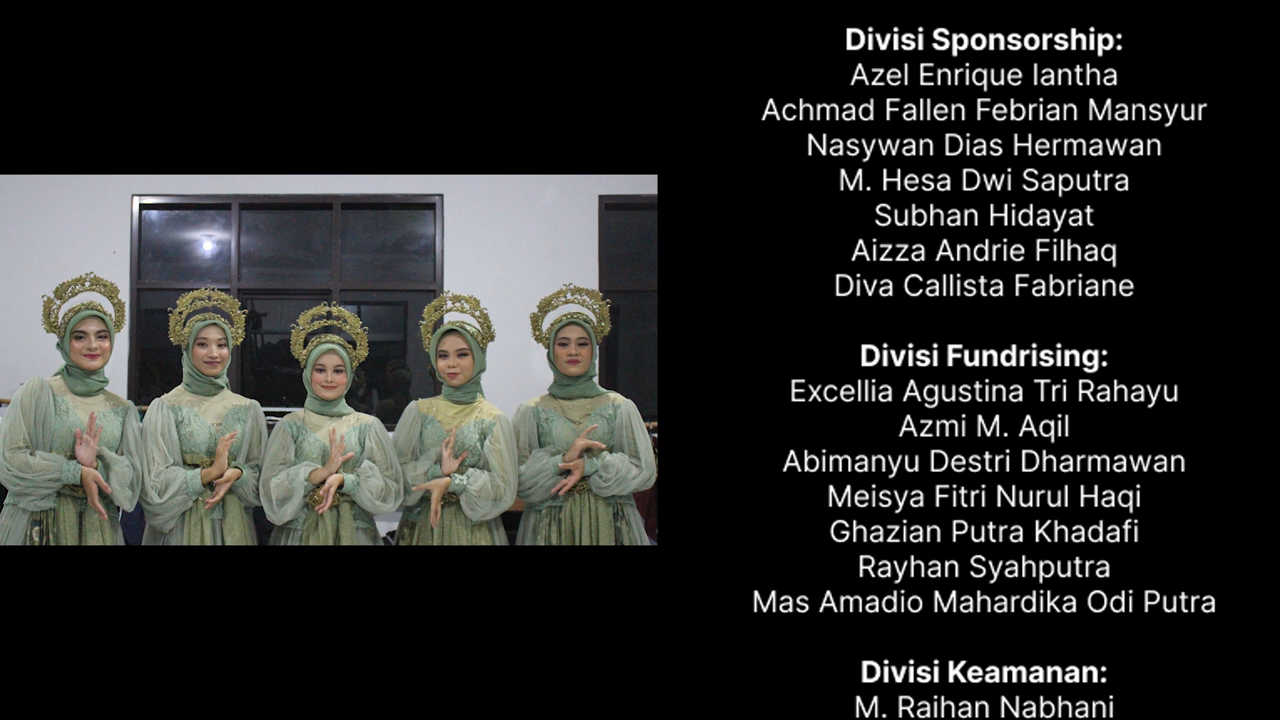 Divisi Sponsorship:
Azel Enrique Iantha
Achmad Fallen Febrian Mansyur
Nasywan Dias Hermawan
M. Hesa Dwi Saputra
Subhan Hidayat
Aizza Andrie Filhaq
Diva Callista Fabriane
Divisi Fundrising:
Excellia Agustina Tri Rahayu
Azmi M. Aqil
Abimanyu Destri Dharmawan
Meisya Fitri Nurul Haqi
Ghazian Putra Khadafi
Rayhan Syahputra
Mas Amadio Mahardika Odi Putra
Divisi Keamanan:
M. Raihan Nabhani